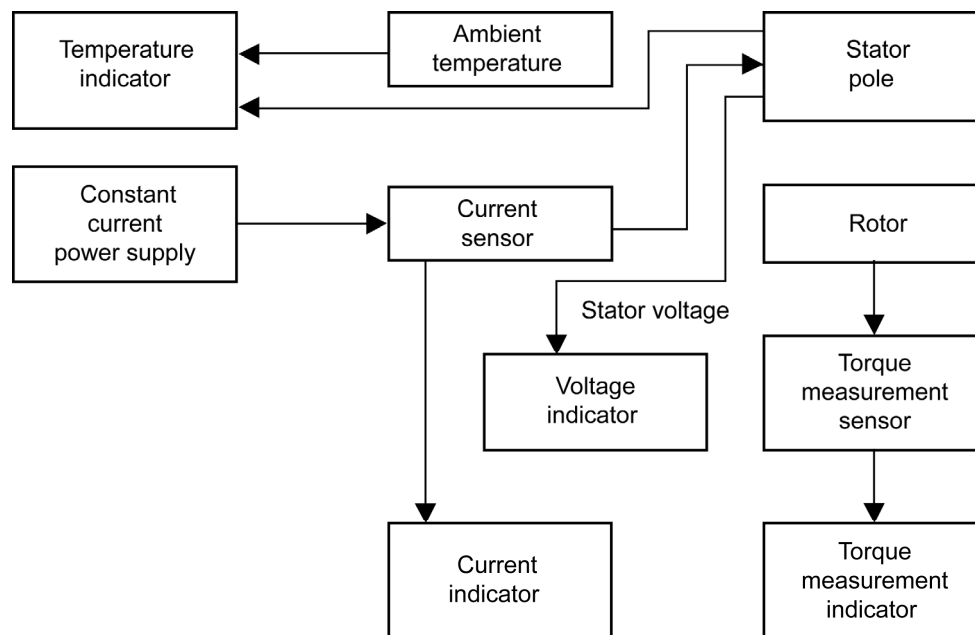 Temperature
indicator
Ambient
temperature
Stator
pole
Constant
current
power supply
Current
sensor
Rotor
Stator voltage
Voltage
indicator
Torque
measurement
sensor
Current
indicator
Torque
measurement
indicator